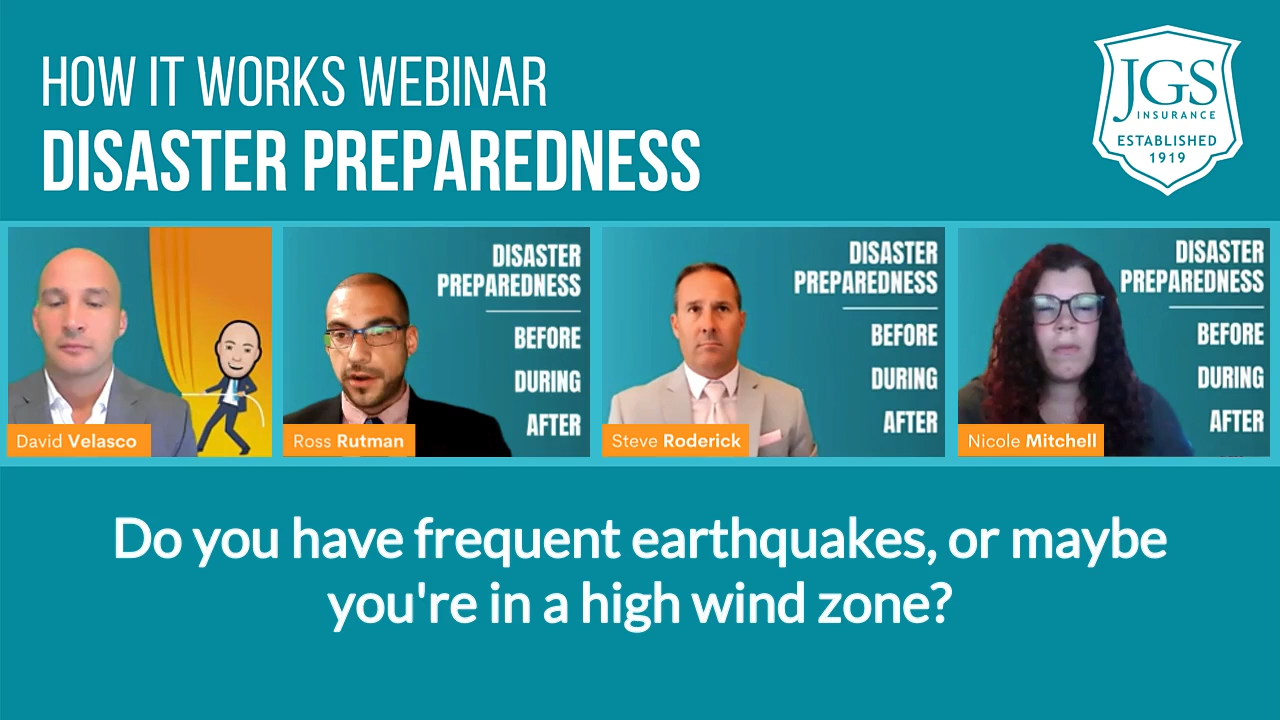 HOW IT WORKS WEBINAR
DISASTER PREPAREDNESS
JGS
INSURANCE
ESTABLISHED
1919
David Velasco
DISASTER
PREPAREDNESS
BEFORE
DURING
AFTER
Ross Rutman
DISASTER
PREPAREDNESS
BEFORE
DURING
AFTER
Steve Roderick
DISASTER
PREPAREDNESS
BEFORE
DURING
AFTER
Nicole Mitchell
Do you have frequent earthquakes, or maybe
you're in a high wind zone?